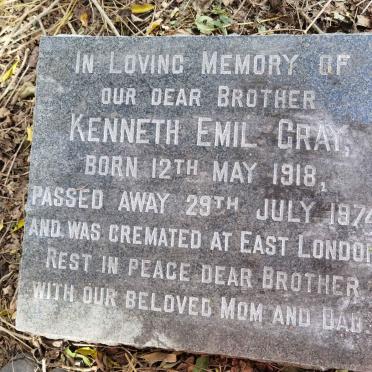 IN LOVING MEMORY OF
OUR DEAR BROTHER
KENNETH EMIL GRAY,
BORN 12TH MAY 1918,
PASSED AWAY 29TH JULY 1974
AND WAS CREMATED AT EAST LONDON
REST IN PEACE DEAR BROTHER
WITH OUR BELOVED MOM AND DAD